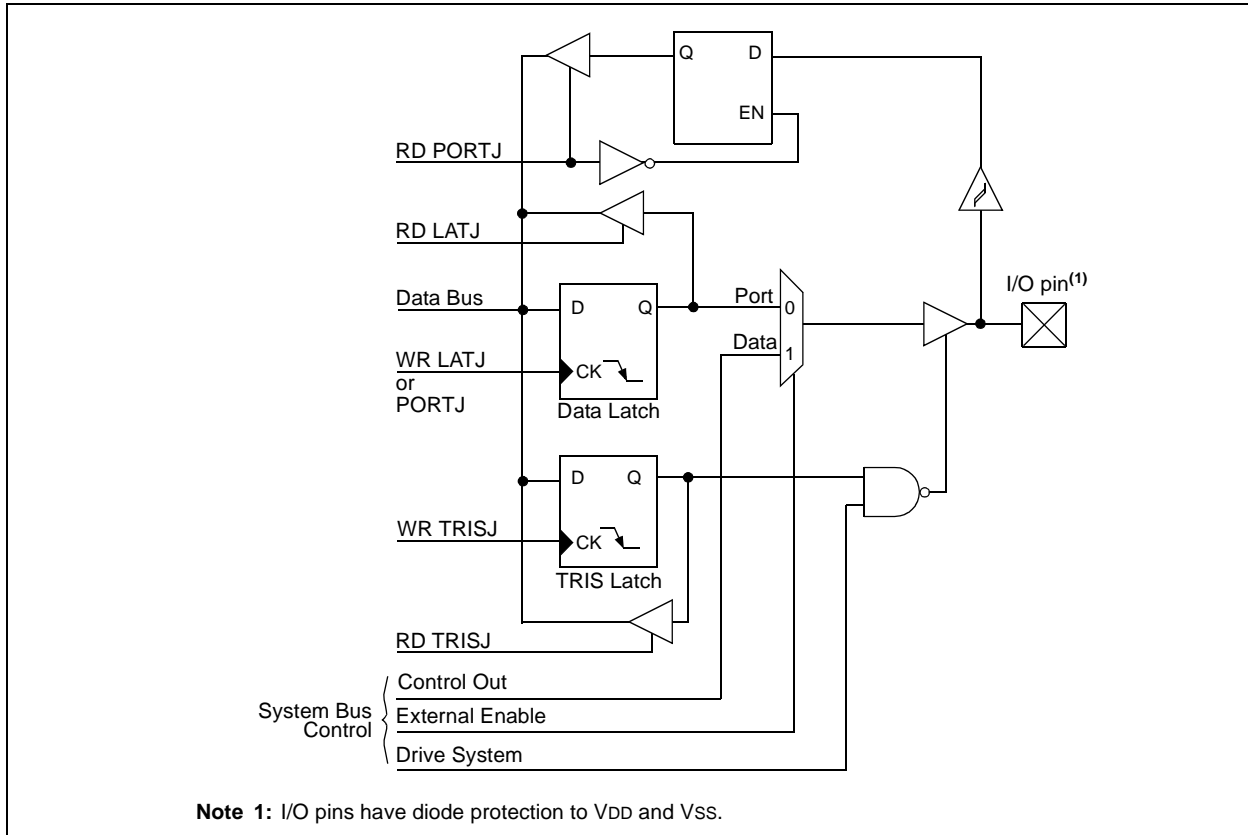 Q D
EN
RD PORTJ
RD LATJ
I/O pin(1)
Data Bus
D Q
Port
0
Data
1
WR LATJ
or
PORTJ
CK
Data Latch
D Q
WR TRISJ
CK
TRIS Latch
RD TRISJ
Control Out
System Bus
Control
External Enable
Drive System
Note 1: I/O pins have diode protection to VDD and VSS.